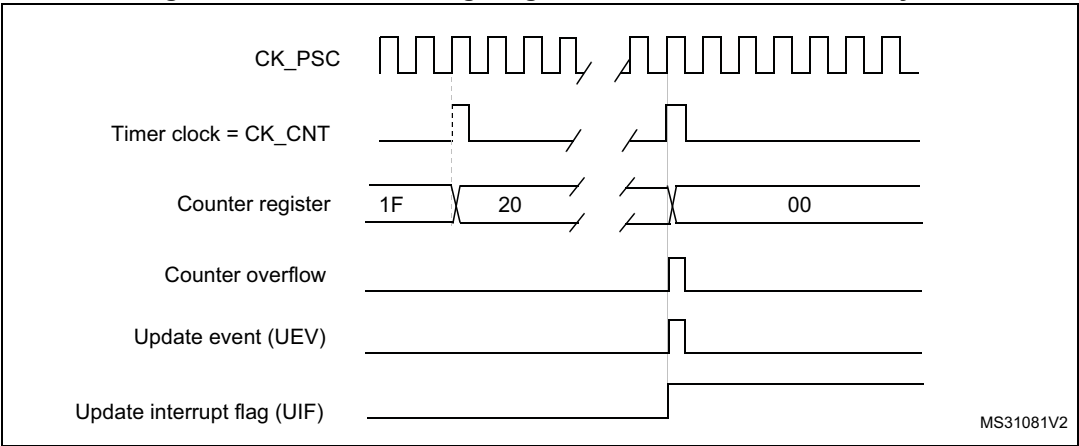 CK_PSC
Timer clock = CK_CNT
Counter register 1F 20 00
Counter overflow
Update event (UEV)
Update interrupt flag (UIF)
MS31081V2